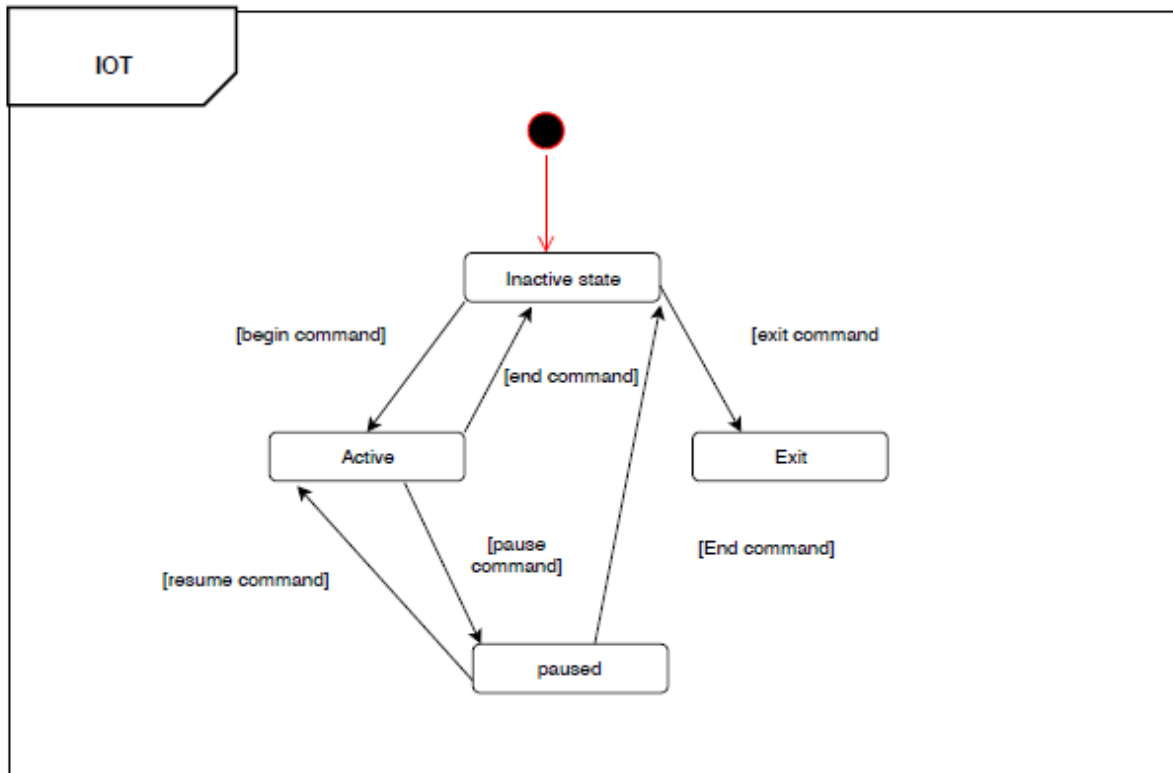 IOT
Inactive state
[begin command]
[exit command
[end command]
Active
Exit
[pause
command]
[End command]
[resume command]
paused